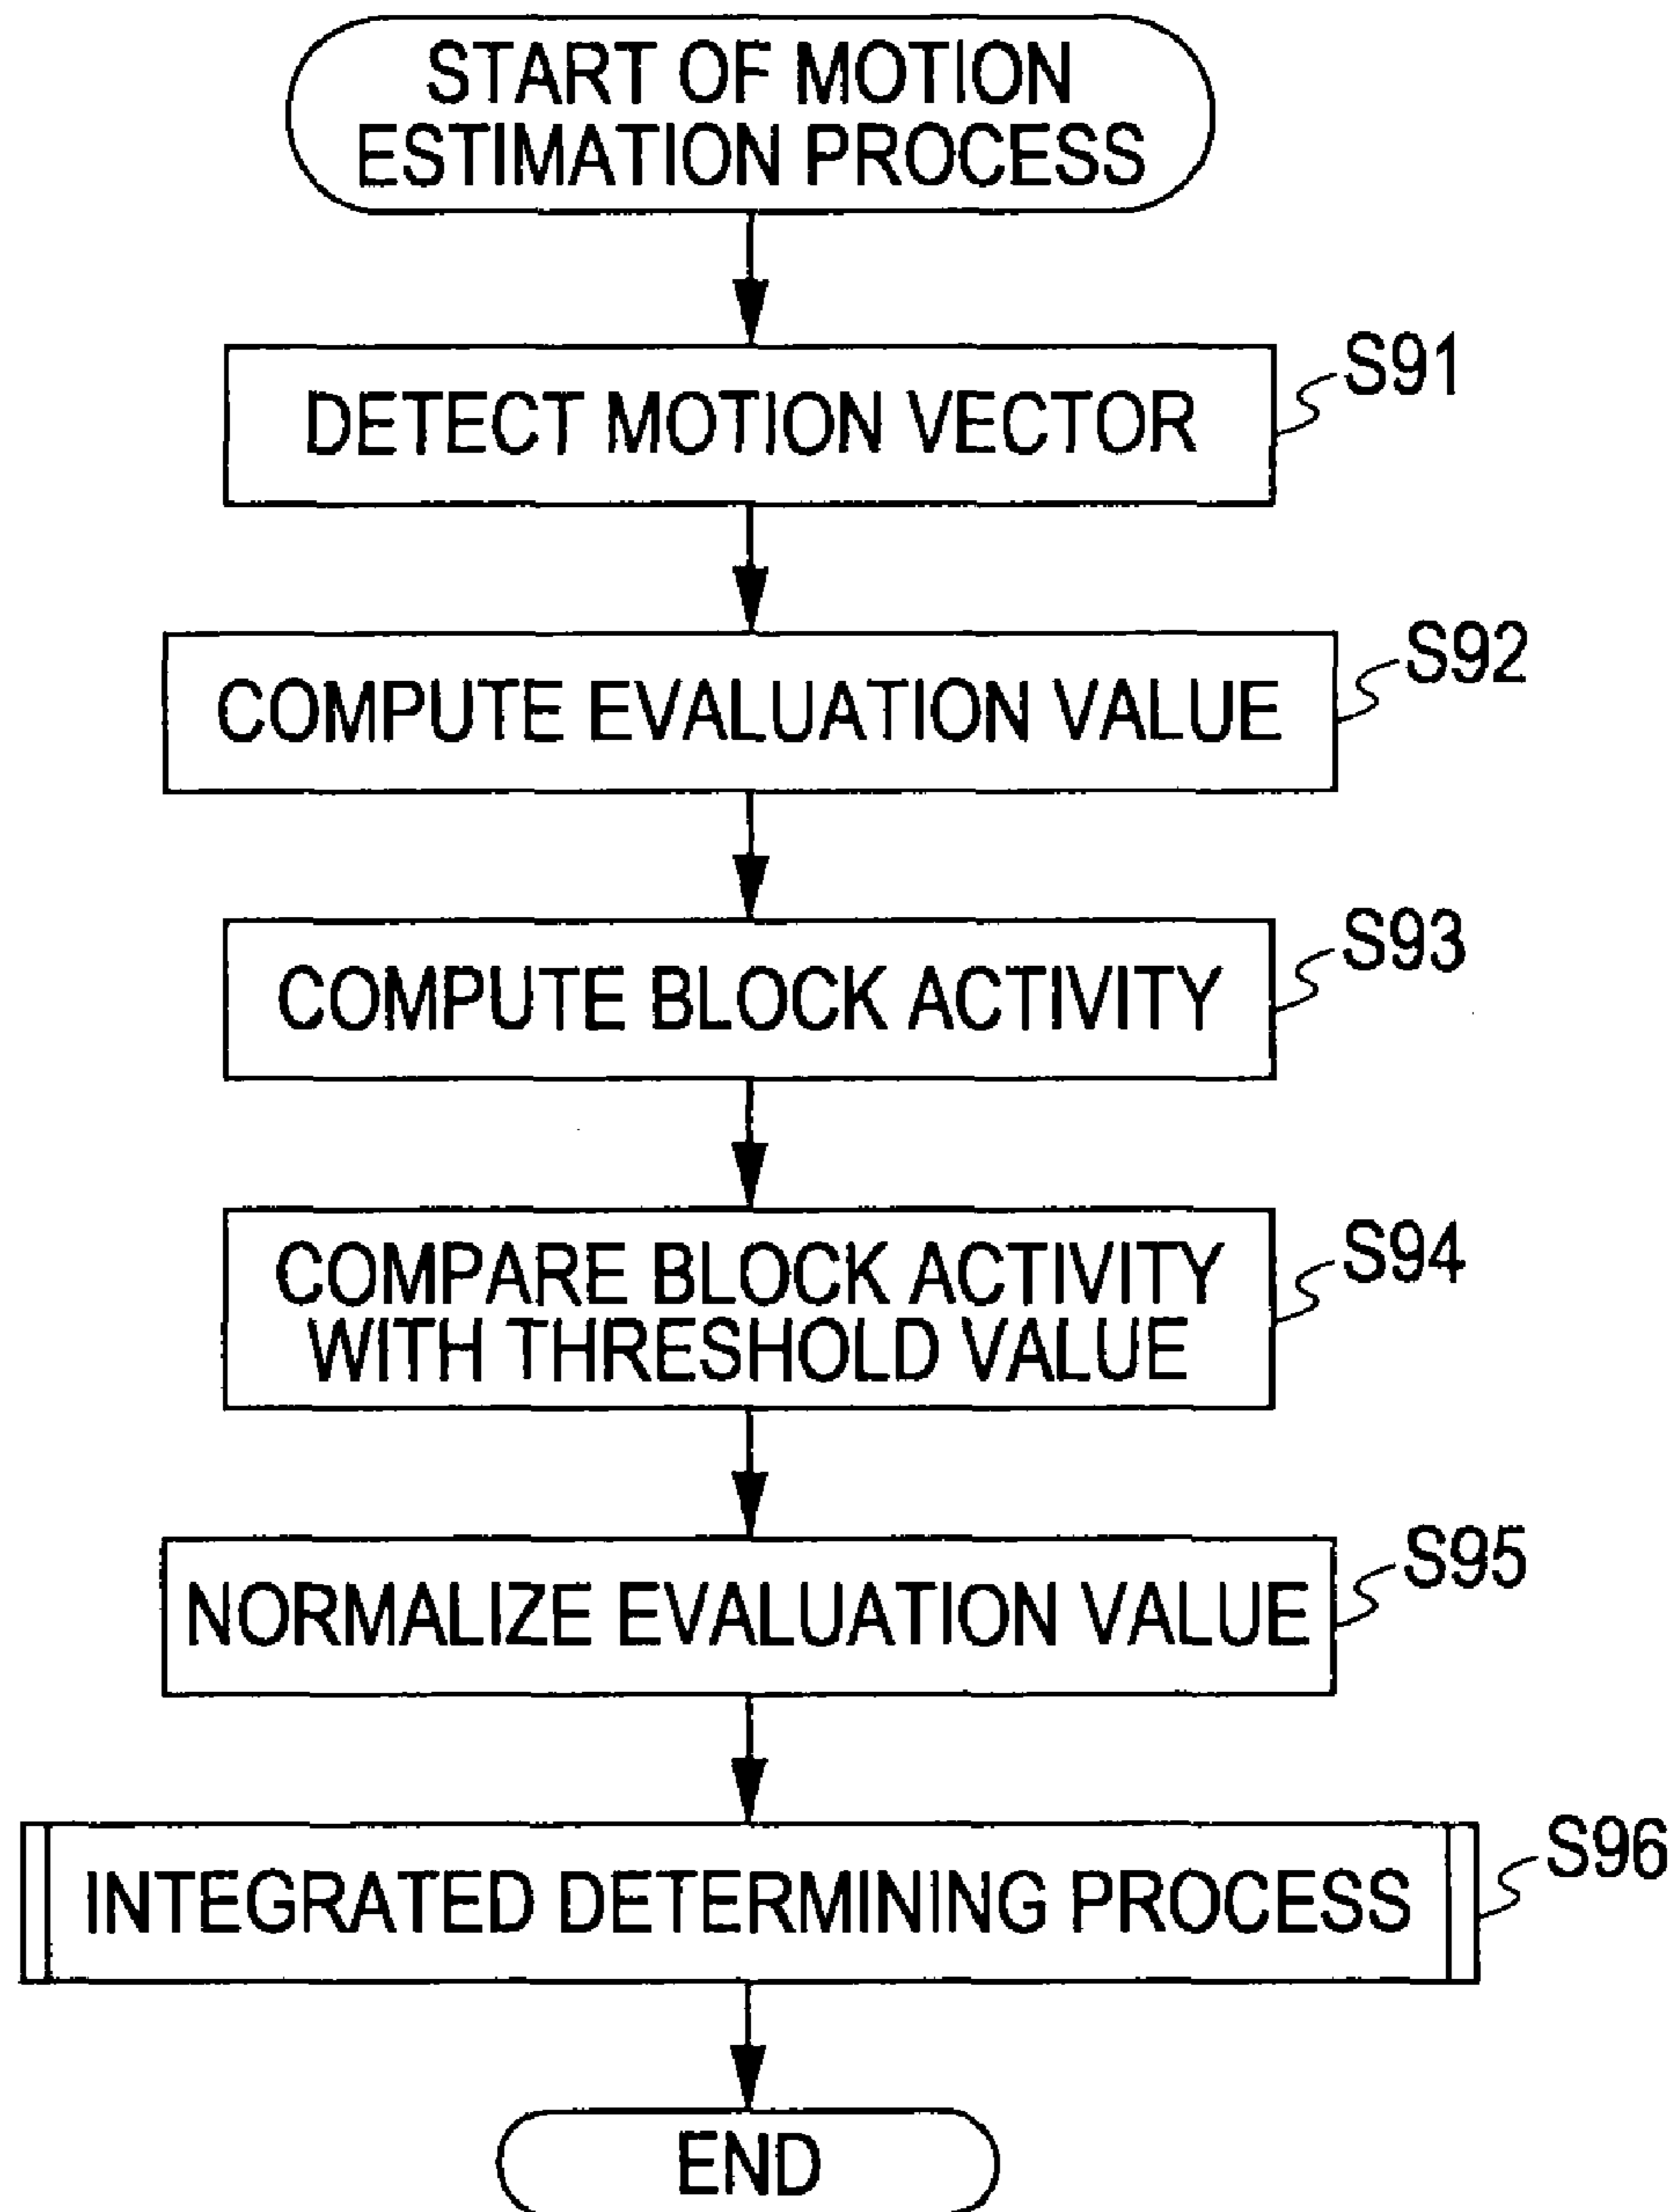 START OF MOTION
ESTIMATION PROCESS
S91
DETECT MOTION VECTOR
S92
COMPUTE EVALUATION VALUE
S93
COMPUTE BLOCK ACTIVITY
S94
COMPARE BLOCK ACTIVITY
WITH THRESHOLD VALUE
S95
NORMALIZE EVALUATION VALUE
S96
INTEGRATED DETERMINING PROCESS
END